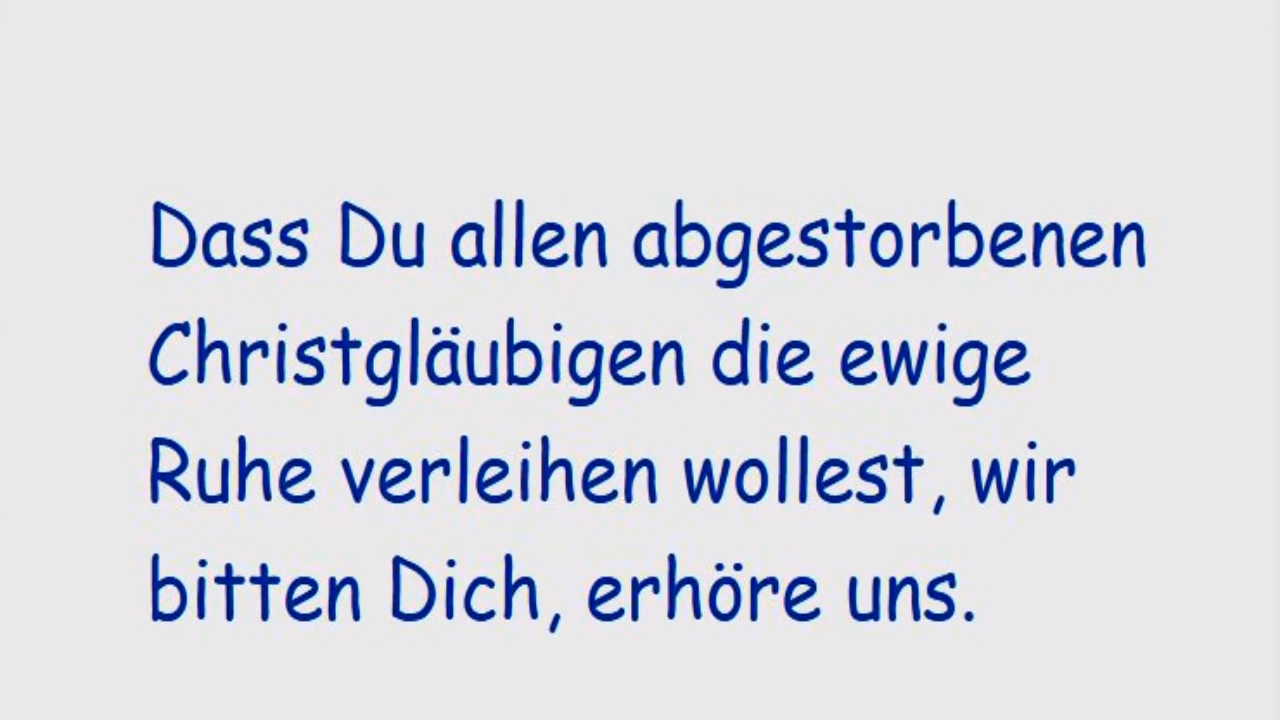 Dass Du allen abgestorbenen
Christgläubigen die ewige
Ruhe verleihen wollest, wir
bitten Dich, erhöre uns.